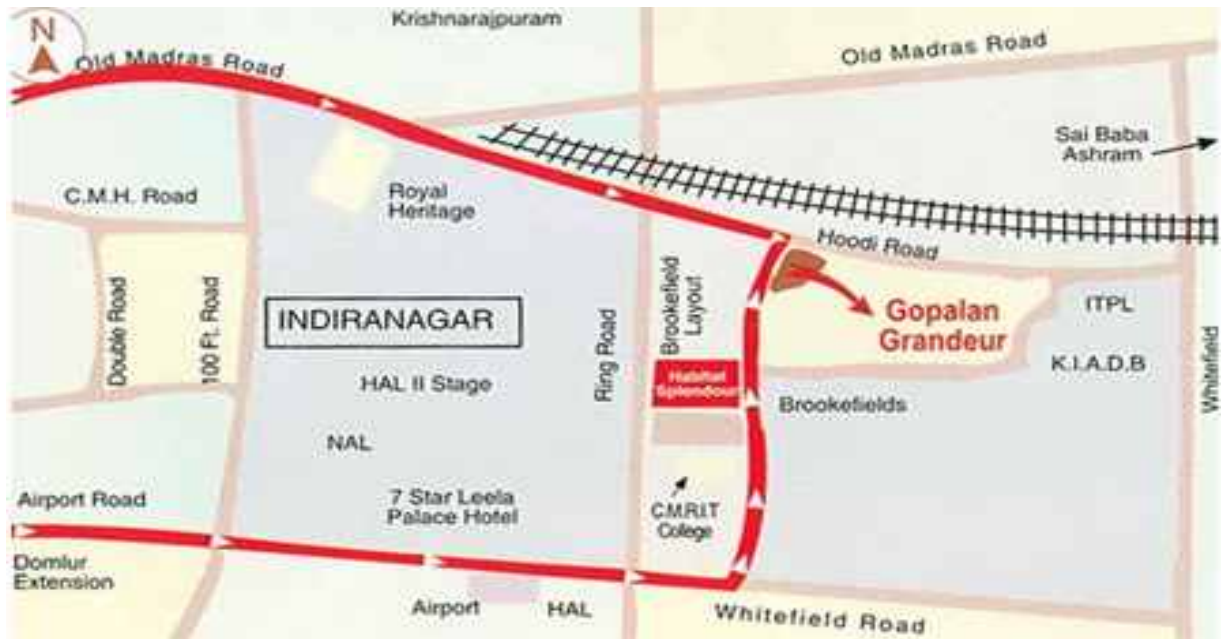 Krishnarajpuram
N
Old Madras Road
Old Madras Road
Sai Baba
Ashram
C.M.H. Road
Royal
Heritage
Hoodi Road
Double Road
100 Ft. Road
INDIRANAGAR
Ring Road
Brookefield
Layout
Gopalan
Grandeur
ITPL
K.I.A.D.B
Whitefield
HAL II Stage
Habitat
Splendour
Brookefields
NAL
Airport Road
7 Star Leela
Palace Hotel
C.M.R.I.T
College
Domlur
Extension
Airport
HAL
Whitefield Road